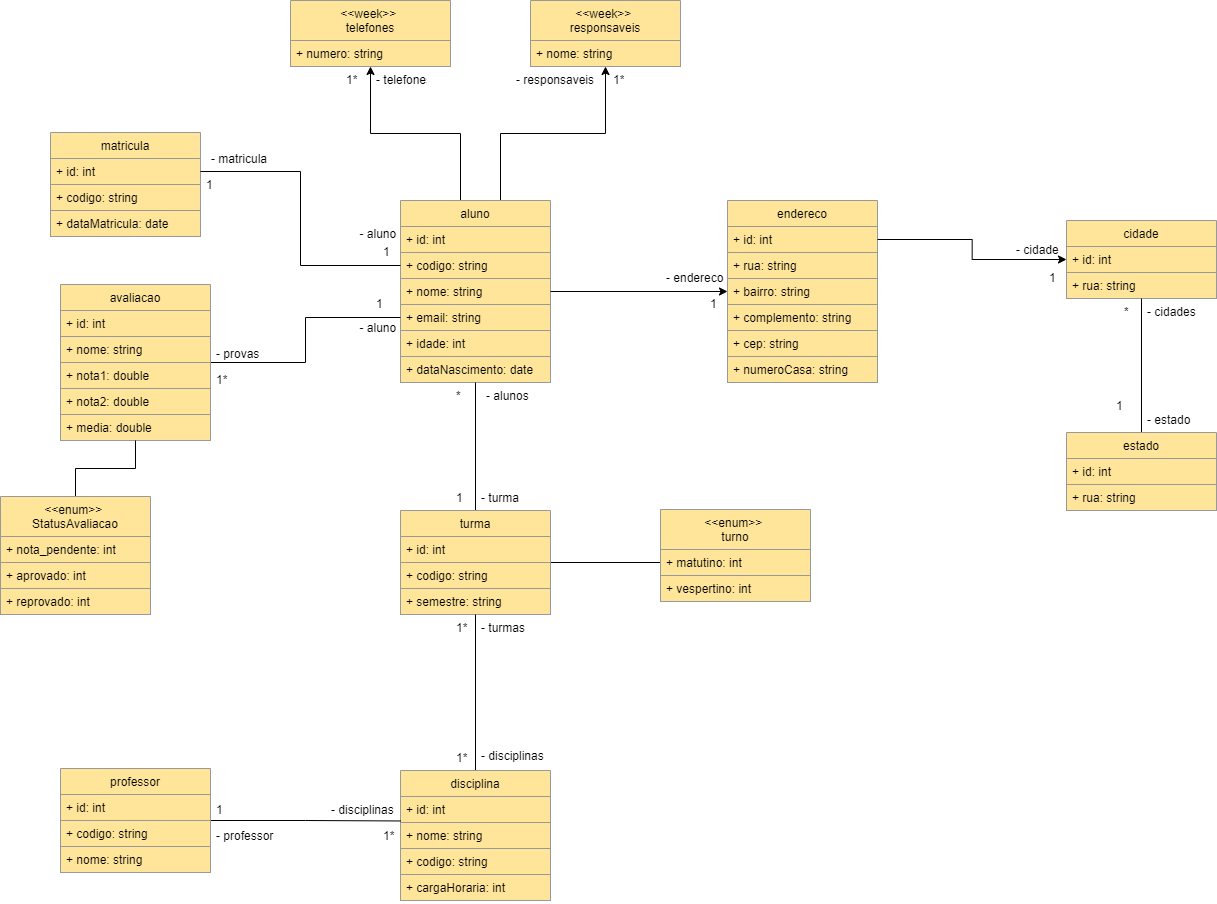 <<week>>
telefones
+ numero: string
<<week>>
responsaveis
+ nome: string
1*
- telefone
- responsaveis
1*
matricula
+ id: int
+ codigo: string
+ dataMatricula: date
- matricula
1
- aluno
1
aluno
+ id: int
+ codigo: string
+ nome: string
+ email: string
+ idade: int
+ dataNascimento: date
endereco
+ id: int
+ rua: string
+ bairro: string
+ complemento: string
+ cep: string
+ numeroCasa: string
- endereco
1
cidade
+ id: int
+ rua: string
- cidade
1
*
- cidades
1
- estado
estado
+ id: int
+ rua: string
avaliacao
+ id: int
+ nome: string
+ nota1: double
+ nota2: double
+ media: double
1
- aluno
- provas
1*
<<enum>>
StatusAvaliacao
+ nota_pendente: int
+ aprovado: int
+ reprovado: int
*
- alunos
1
- turma
turma
+ id: int
+ codigo: string
+ semestre: string
<<enum>>
turno
+ matutino: int
+ vespertino: int
1*
- turmas
1*
- disciplinas
professor
+ id: int
+ codigo: string
+ nome: string
1
- professor
- disciplinas
1*
disciplina
+ id: int
+ nome: string
+ codigo: string
+ cargaHoraria: int